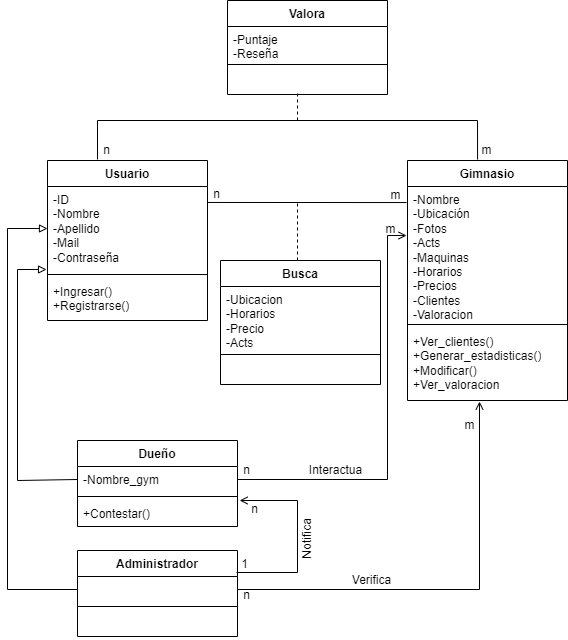 Valora
-Puntaje
-Reseña
n
m
Usuario
-ID
-Nombre
-Apellido
-Mail
-Contraseña
+Ingresar()
+Registrarse()
n
m
m
Gimnasio
-Nombre
-Ubicación
-Fotos
-Acts
-Maquinas
-Horarios
-Precios
-Clientes
-Valoracion
+Ver_clientes()
+Generar_estadisticas()
+Modificar()
+Ver_valoracion
Busca
-Ubicacion
-Horarios
-Precio
-Acts
Dueño
-Nombre_gym
+Contestar()
n
Interactua
m
n
Notifica
Administrador
1
n
Verifica